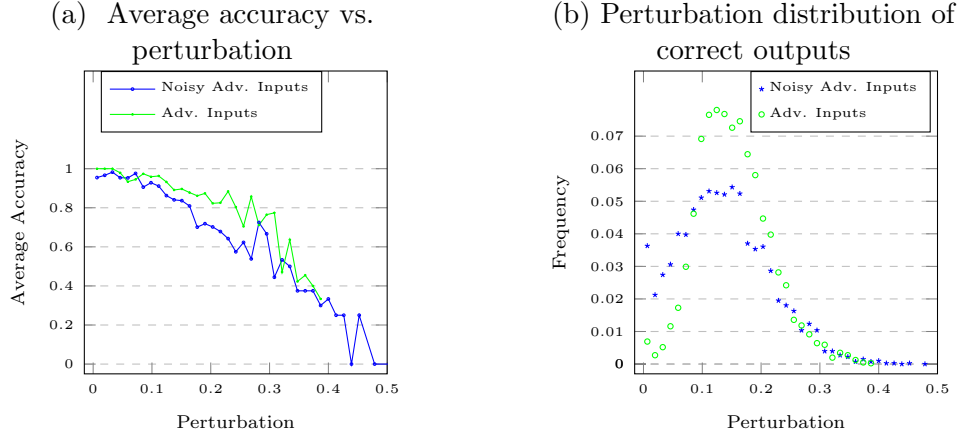 (a) Average accuracy vs.
perturbation
Noisy Adv. Inputs
Adv. Inputs
1
0.8
0.6
0.4
0.2
0
Average Accuracy
0 0.1 0.2 0.3 0.4 0.5
Perturbation
(b) Perturbation distribution of
correct outputs
Noisy Adv. Inputs
Adv. Inputs
0.07
0.06
0.05
0.04
0.03
0.02
0.01
0
Frequency
0 0.1 0.2 0.3 0.4 0.5
Perturbation